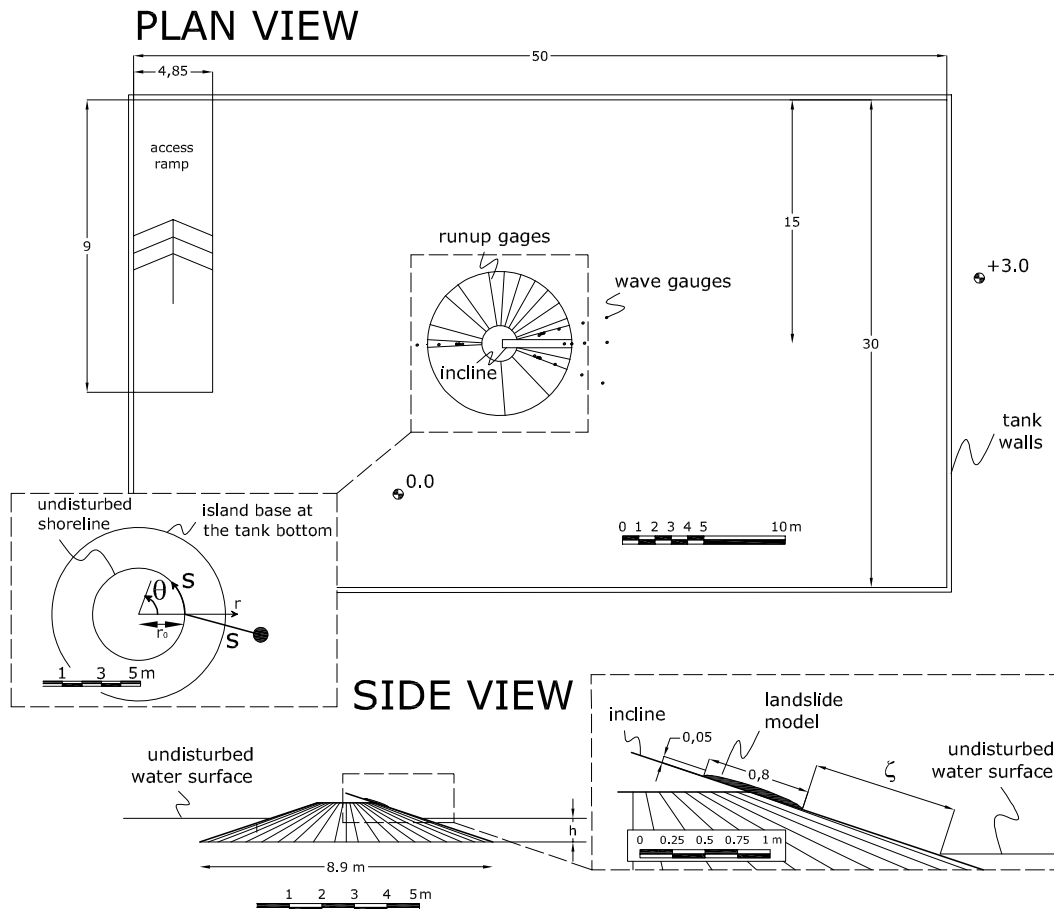 PLAN VIEW
50
4,85
access
ramp
9
15
runup gages
wave gauges
+3.0
incline
30
tank
walls
0.0
0 1 2 3 4 5 10 m
undisturbed
shoreline
island base at
the tank bottom
S
θ
r
r₀
S
1 3 5 m
SIDE VIEW
undisturbed
water surface
h
8.9 m
1 2 3 4 5m
incline
landslide
model
0,05
0,8
ζ
undisturbed
water surface
0 0.25 0.5 0.75 1 m